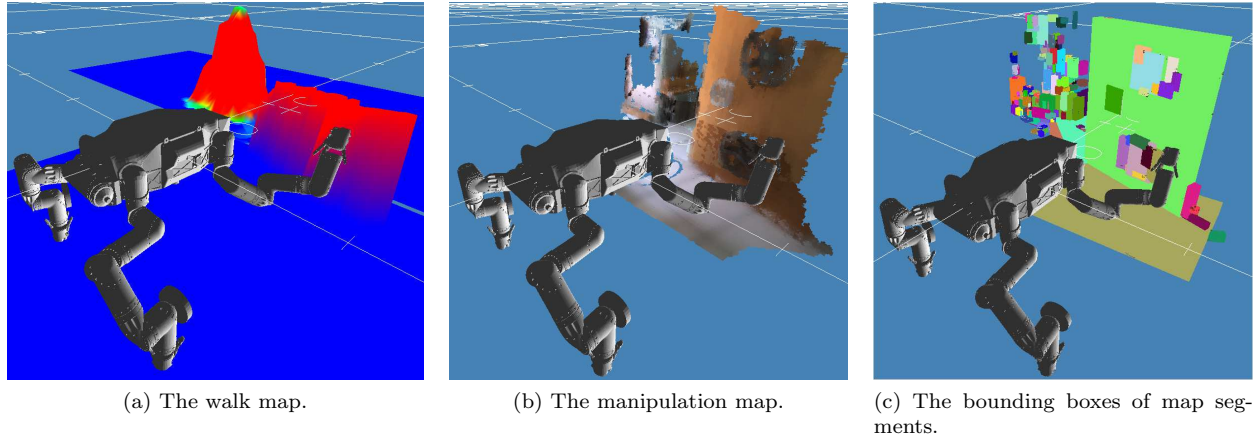 (a) The walk map.
(b) The manipulation map.
(c) The bounding boxes of map seg-
ments.